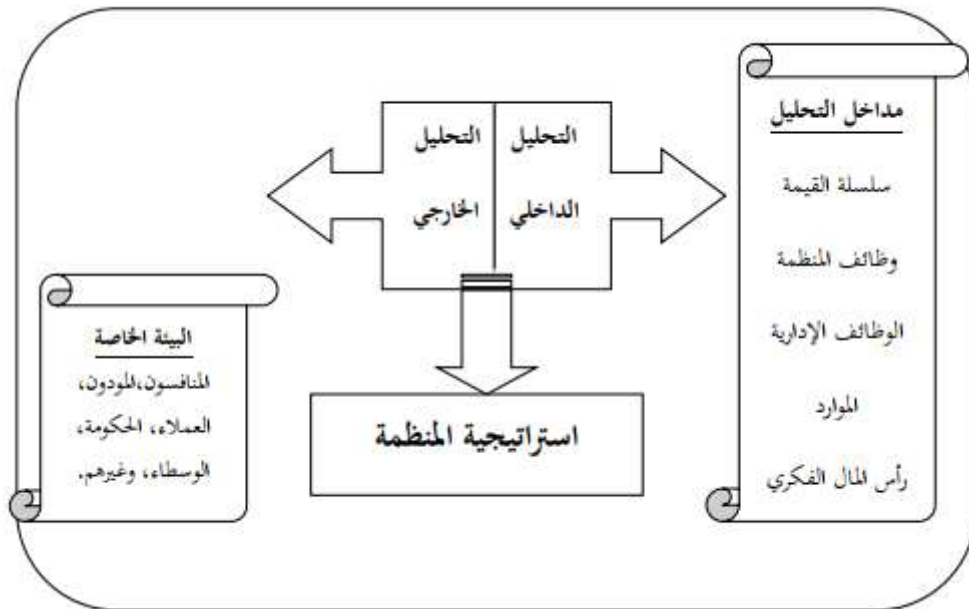 مداخل التحليل
سلسلة القيمة
وظائف المنظمة
الوظائف الإدارية
الموارد
رأس المال الفكري
التحليل
الداخلي
التحليل
الخارجي
استراتيجية المنظمة
البيئة الخاصة
المنافسون،المودون،
العملاء، الحكومة،
الوسطاء، وغيرهم.